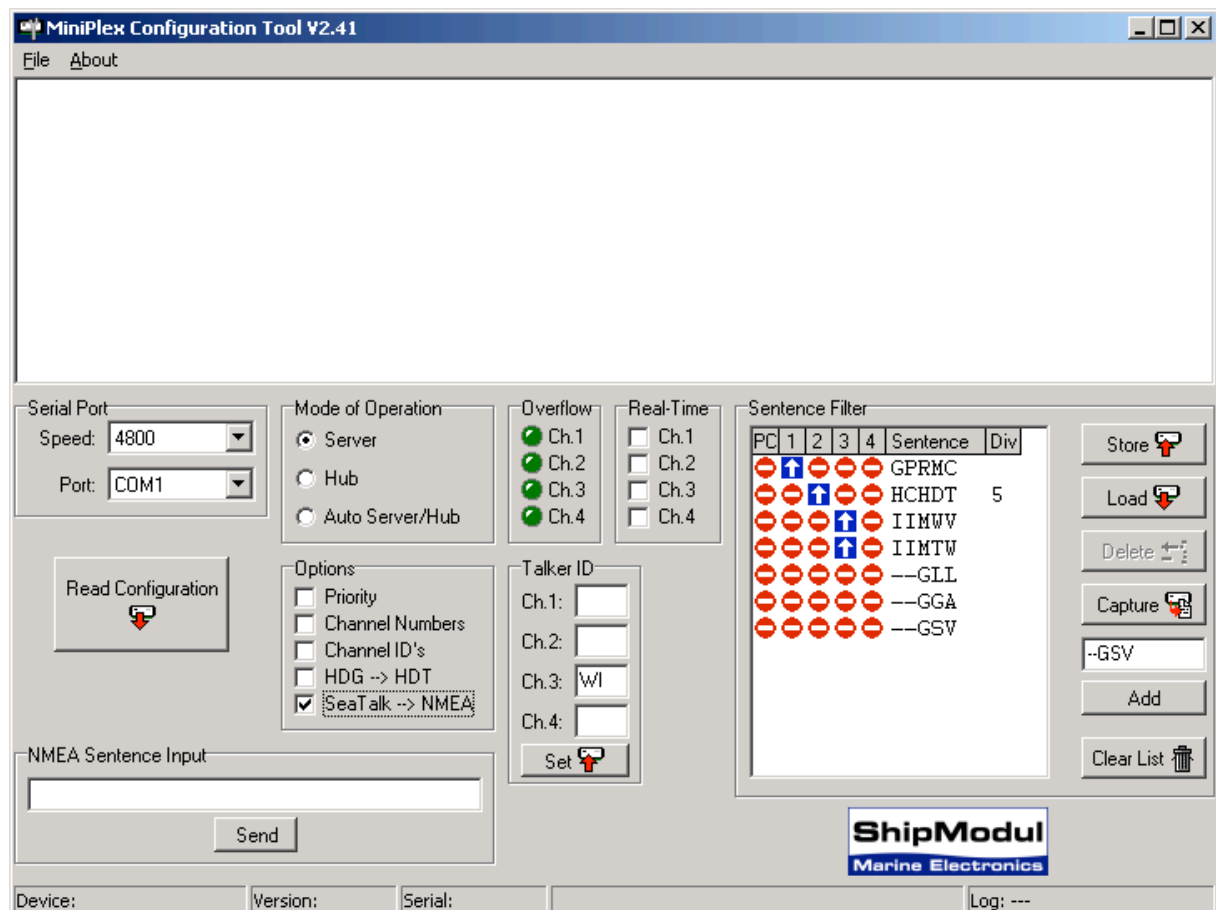 MiniPlex Configuration Tool V2.41
File About
Serial Port
Speed: 4800
Port: COM1
Read Configuration
Mode of Operation
Server
Hub
Auto Server/Hub
Options
Priority
Channel Numbers
Channel ID's
HDG --> HDT
SeaTalk --> NMEA
Overflow
Ch.1
Ch.2
Ch.3
Ch.4
Real-Time
Ch.1
Ch.2
Ch.3
Ch.4
Talker ID
Ch.1:
Ch.2:
Ch.3: WI
Ch.4:
Set
Sentence Filter
PC 1 2 3 4 Sentence Div
GPRMC
HCHDT 5
IIMWV
IIMTW
--GLL
--GGA
--GSV
Store
Load
Delete
Capture
--GSV
Add
Clear List
NMEA Sentence Input
Send
ShipModul
Marine Electronics
Device: Version: Serial: Log: ---